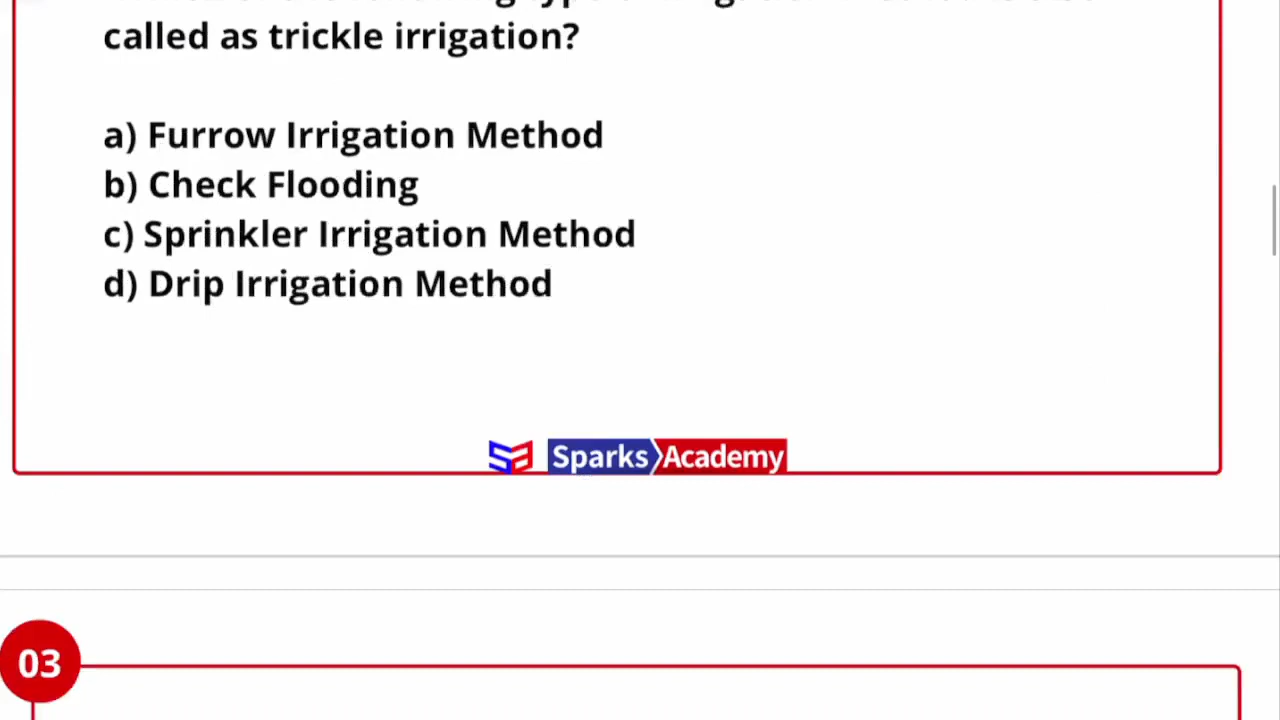 called as trickle irrigation?
a) Furrow Irrigation Method
b) Check Flooding
c) Sprinkler Irrigation Method
d) Drip Irrigation Method
Sparks Academy
03